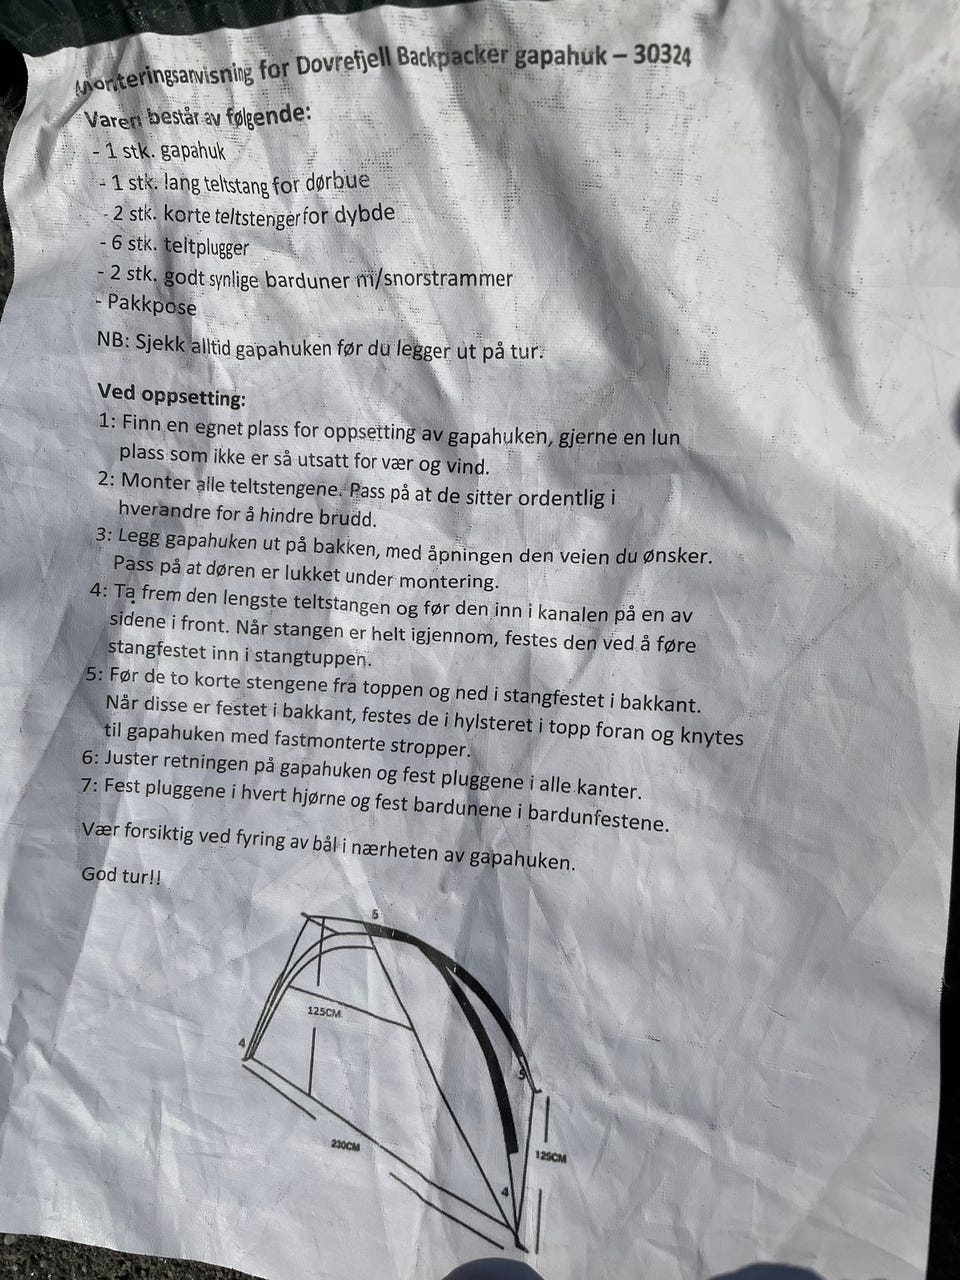 Monteringsanvisning for Dovrefjell Backpacker gapahuk – 30324
Varen består av følgende:
- 1 stk. gapahuk
- 1 stk. lang teltstang for dørbue
- 2 stk. korte teltstenger for dybde
- 6 stk. teltplugger
- 2 stk. godt synlige barduner m/snorstrammer
- Pakkpose
NB: Sjekk alltid gapahuken før du legger ut på tur.
Ved oppsetting:
1: Finn en egnet plass for oppsetting av gapahuken, gjerne en lun
plass som ikke er så utsatt for vær og vind.
2: Monter alle teltstengene. Pass på at de sitter ordentlig i
hverandre for å hindre brudd.
3: Legg gapahuken ut på bakken, med åpningen den veien du ønsker.
Pass på at døren er lukket under montering.
4: Ta frem den lengste teltstangen og før den inn i kanalen på en av
sidene i front. Når stangen er helt igjennom, festes den ved å føre
stangfestet inn i stangtuppen.
5: Før de to korte stengene fra toppen og ned i stangfestet i bakkant.
Når disse er festet i bakkant, festes de i hylsteret i topp foran og knytes
til gapahuken med fastmonterte stropper.
6: Juster retningen på gapahuken og fest pluggene i alle kanter.
7: Fest pluggene i hvert hjørne og fest bardunene i bardunfestene.
Vær forsiktig ved fyring av bål i nærheten av gapahuken.
God tur!!
5
125CM
4
5
230CM
125CM
4